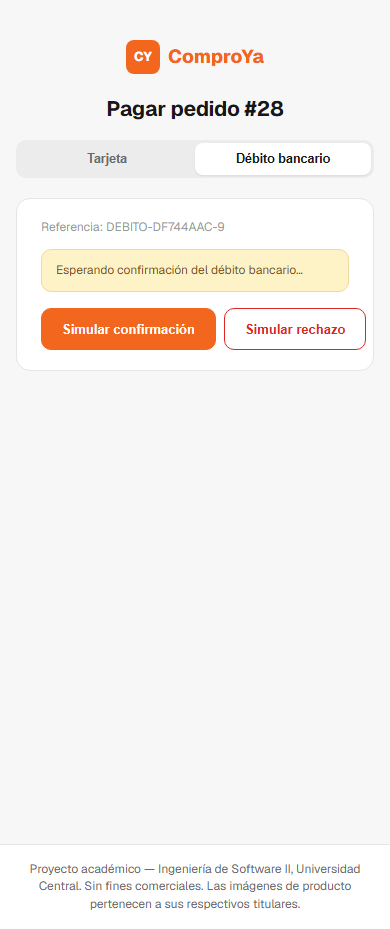 CY ComproYa
Pagar pedido #28
Tarjeta Débito bancario
Referencia: DEBITO-DF744AAC-9
Esperando confirmación del débito bancario...
Simular confirmación Simular rechazo
Proyecto académico — Ingeniería de Software II, Universidad
Central. Sin fines comerciales. Las imágenes de producto
pertenecen a sus respectivos titulares.